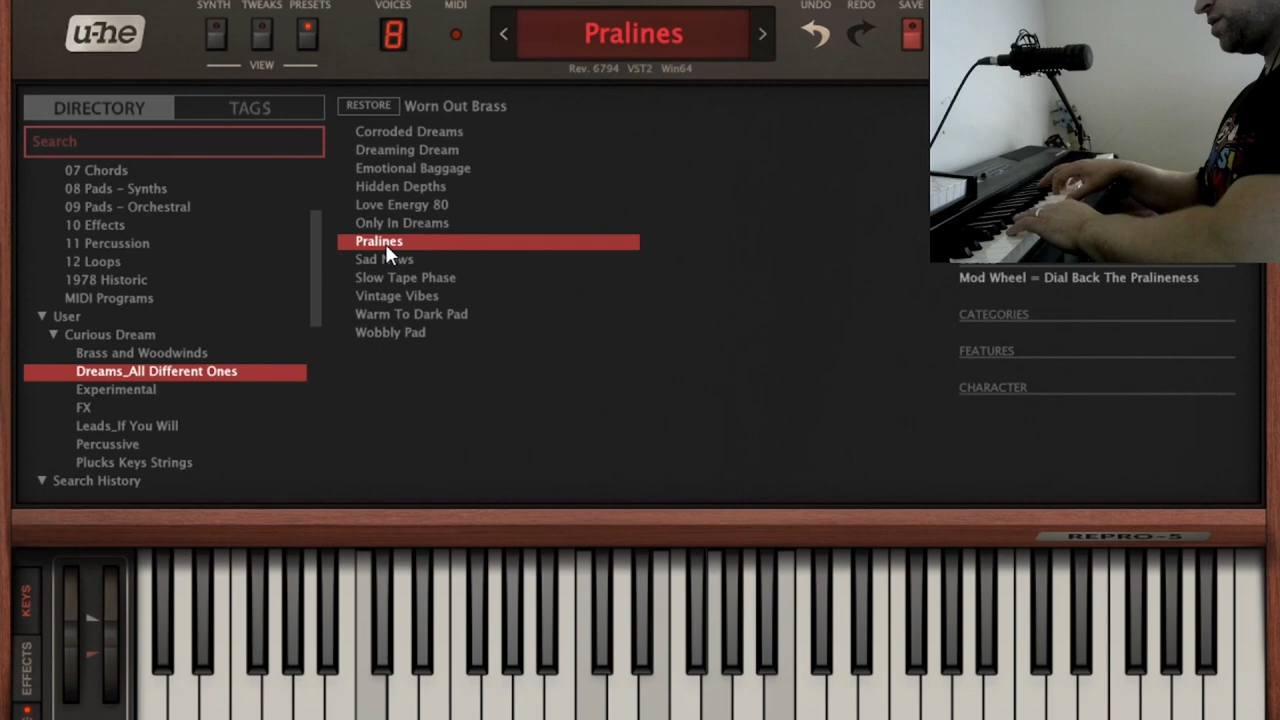 SYNTH TWEAKS PRESETS VOICES MIDI UNDO REDO SAVE
u-he
8
Pralines
VIEW
Rev. 6794 VST2 Win64
DIRECTORY TAGS
RESTORE Worn Out Brass
Search
07 Chords
08 Pads - Synths
09 Pads - Orchestral
10 Effects
11 Percussion
12 Loops
1978 Historic
MIDI Programs
User
Curious Dream
Brass and Woodwinds
Dreams_All Different Ones
Experimental
FX
Leads_If You Will
Percussive
Plucks Keys Strings
Search History
Corroded Dreams
Dreaming Dream
Emotional Baggage
Hidden Depths
Love Energy 80
Only In Dreams
Pralines
Sad News
Slow Tape Phase
Vintage Vibes
Warm To Dark Pad
Wobbly Pad
Mod Wheel = Dial Back The Pralineness
CATEGORIES
FEATURES
CHARACTER
REPRO-5
KEYS
EFFECTS